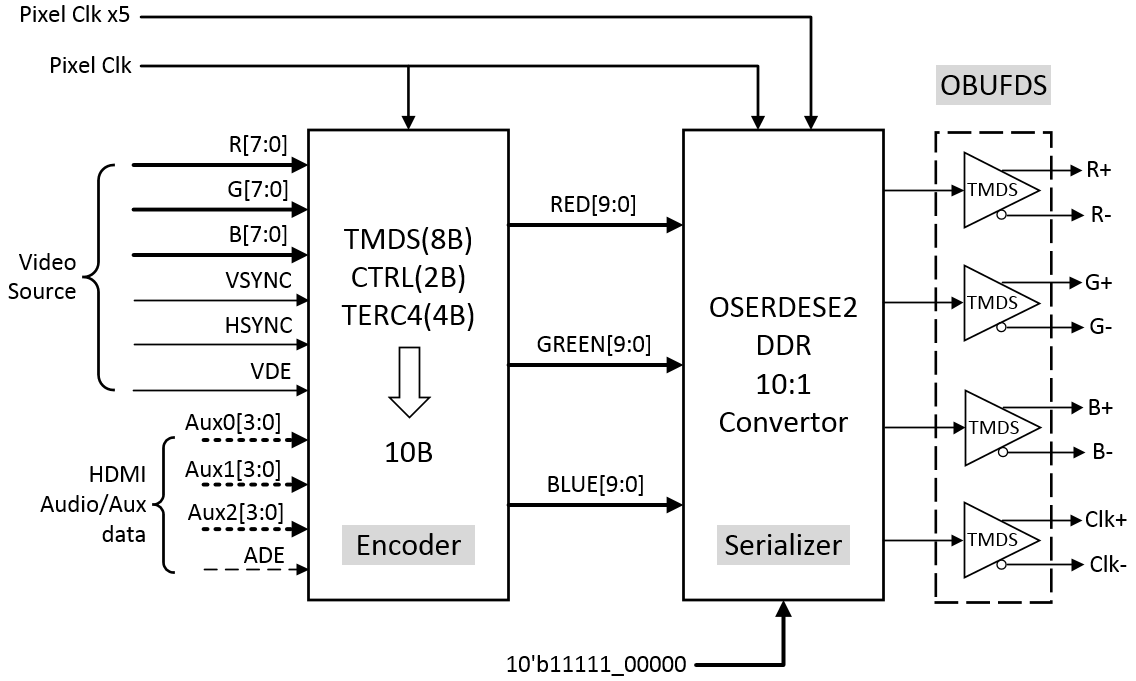 Pixel Clk x5
Pixel Clk
OBUFDS
R[7:0]
G[7:0]
B[7:0]
VSYNC
HSYNC
VDE
Video
Source
Aux0[3:0]
Aux1[3:0]
Aux2[3:0]
ADE
HDMI
Audio/Aux
data
TMDS(8B)
CTRL(2B)
TERC4(4B)
10B
Encoder
RED[9:0]
GREEN[9:0]
BLUE[9:0]
OSERDESE2
DDR
10:1
Convertor
Serializer
10'b11111_00000
TMDS
R+
R-
TMDS
G+
G-
TMDS
B+
B-
TMDS
Clk+
Clk-